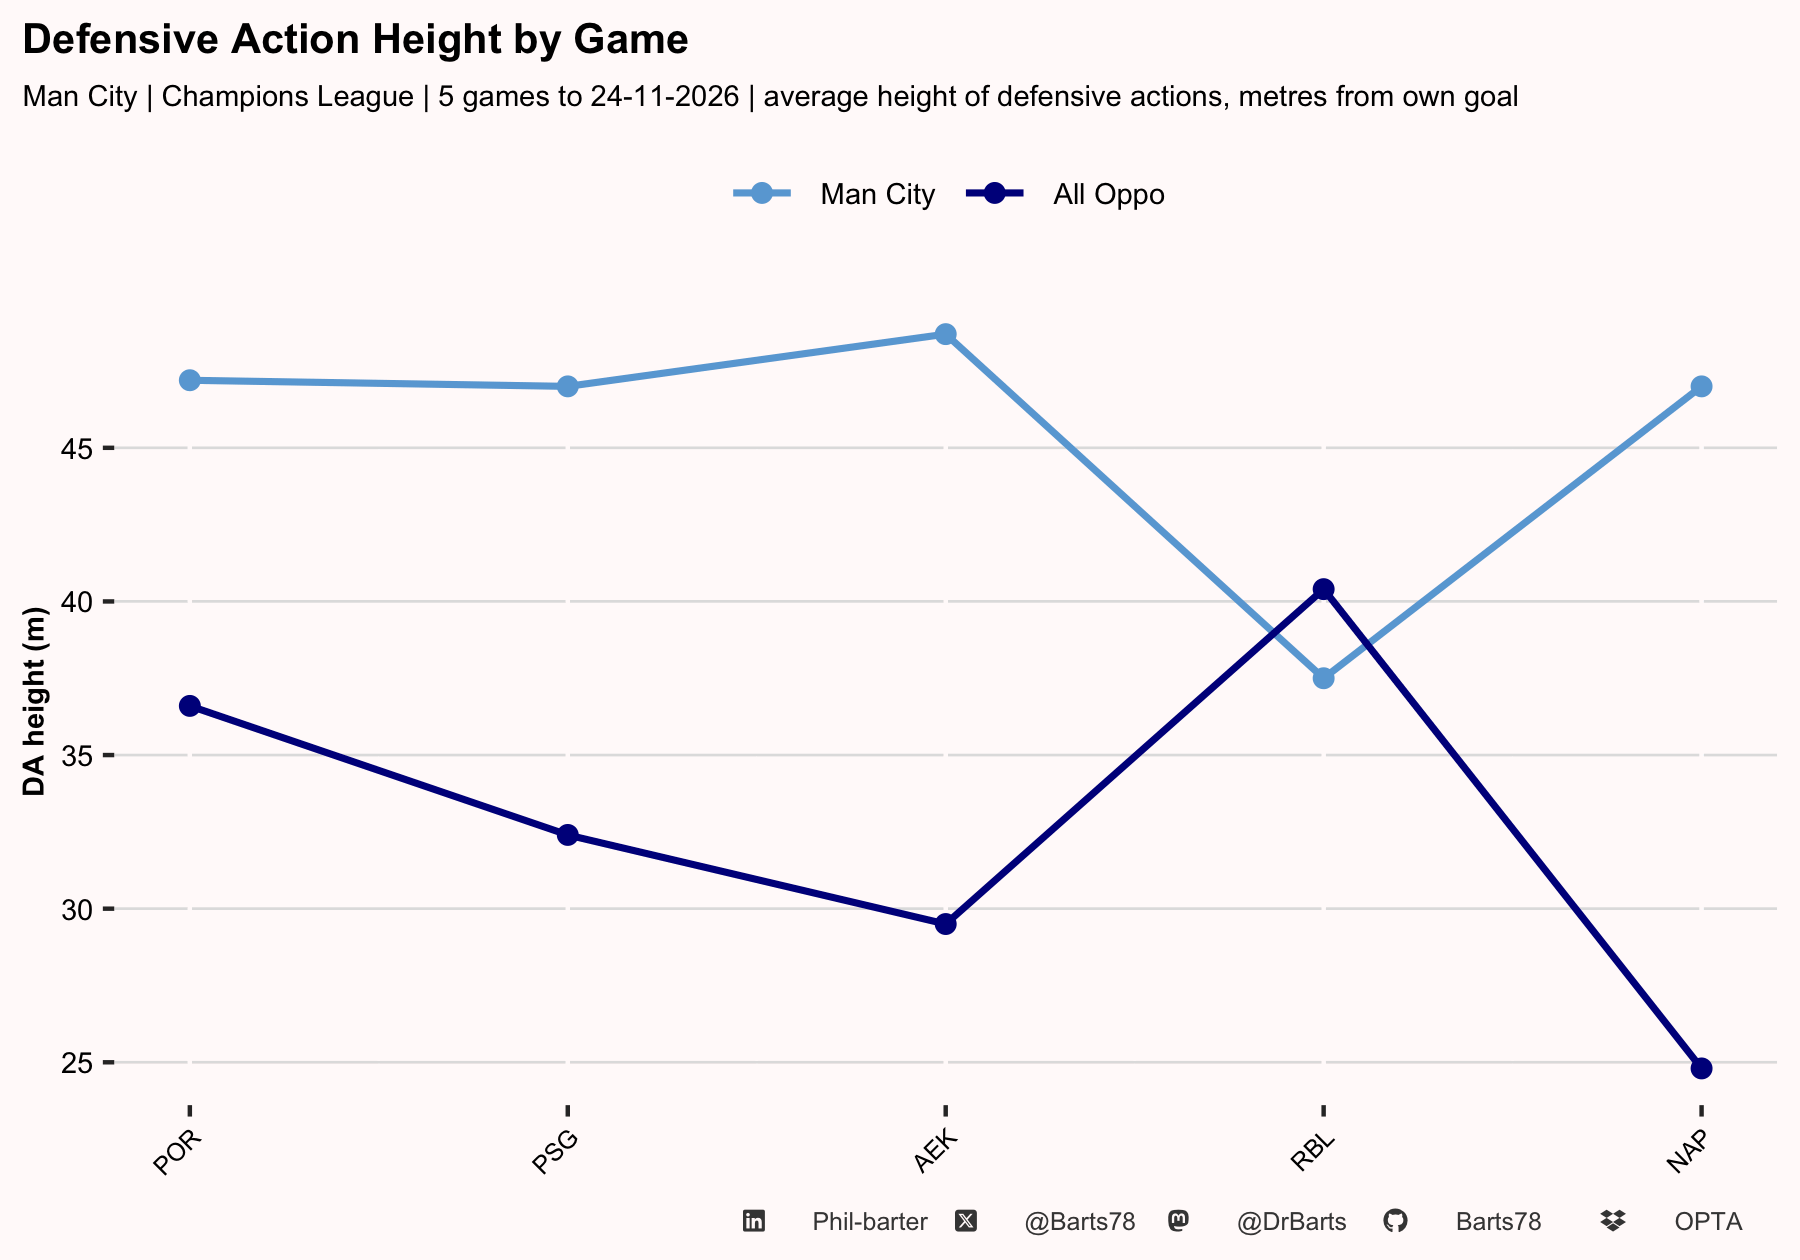 Defensive Action Height by Game
Man City | Champions League | 5 games to 24-11-2026 | average height of defensive actions, metres from own goal
Man City All Oppo
DA height (m)
45
40
35
30
25
POR PSG AEK RBL NAP
Phil-barter @Barts78 @DrBarts Barts78 OPTA